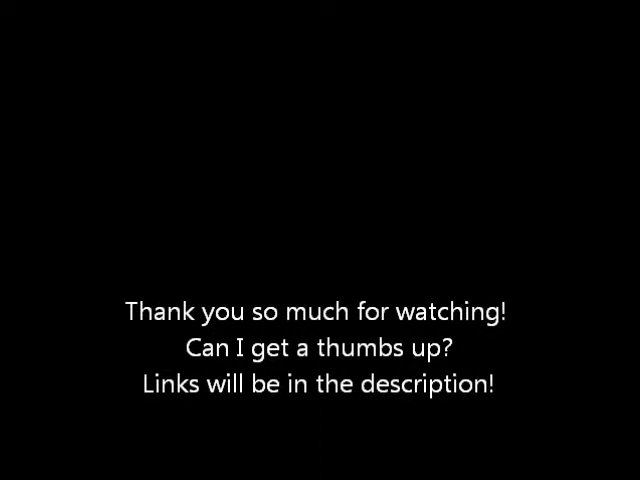 Thank you so much for watching!
Can I get a thumbs up?
Links will be in the description!